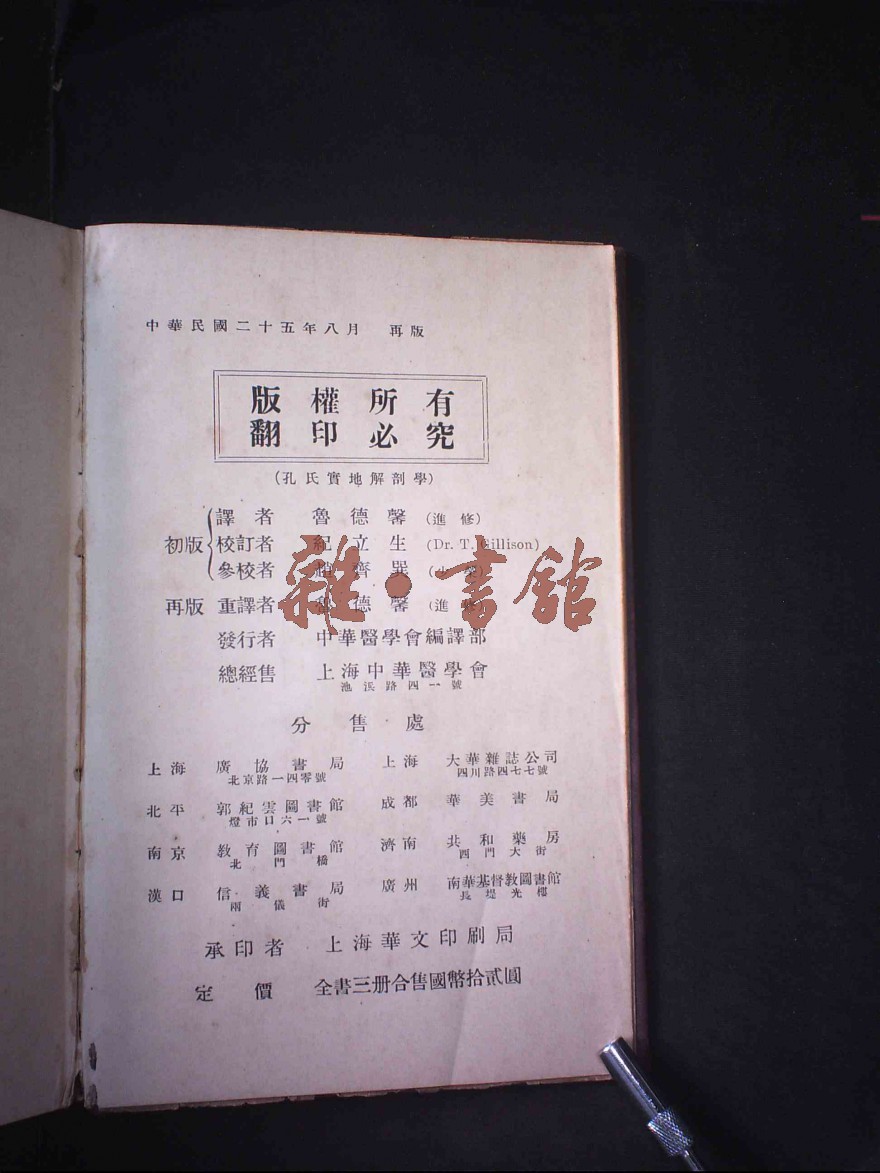 中華民國二十五年八月 再版
版權所有
翻印必究
(孔氏實地解剖學)
譯者 魯德馨 (進修)
初版 校訂者 紀立生 (Dr. T. Gillison)
參校者 趙齊巽
再版 重譯者 魯德馨 (進修)
發行者 中華醫學會編譯部
總經售 上海中華醫學會
池浜路四一號
分售處
上海 廣協書局 上海 大華雜誌公司
北京路一四零號 四川路四七七號
北平 郭紀雲圖書館 成都 華美書局
燈市口六一號
南京 教育圖書館 濟南 共和藥房
北門橋 西門大街
漢口 信義書局 廣州 南華基督教圖書館
兩儀街 長堤光樓
承印者 上海華文印刷局
定價 全書三册合售國幣拾貳圓
雜·書館